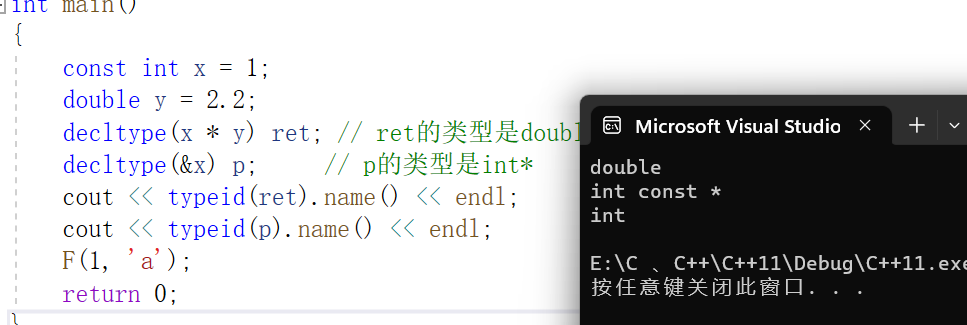 int main()
{
const int x = 1;
double y = 2.2;
decltype(x * y) ret; // ret的类型是doubl
decltype(&x) p;      // p的类型是int*
cout << typeid(ret).name() << endl;
cout << typeid(p).name() << endl;
F(1, 'a');
return 0;
}
Microsoft Visual Studio
double
int const *
int
E:\C 、C++\C++11\Debug\C++11.exe
按任意键关闭此窗口. . .